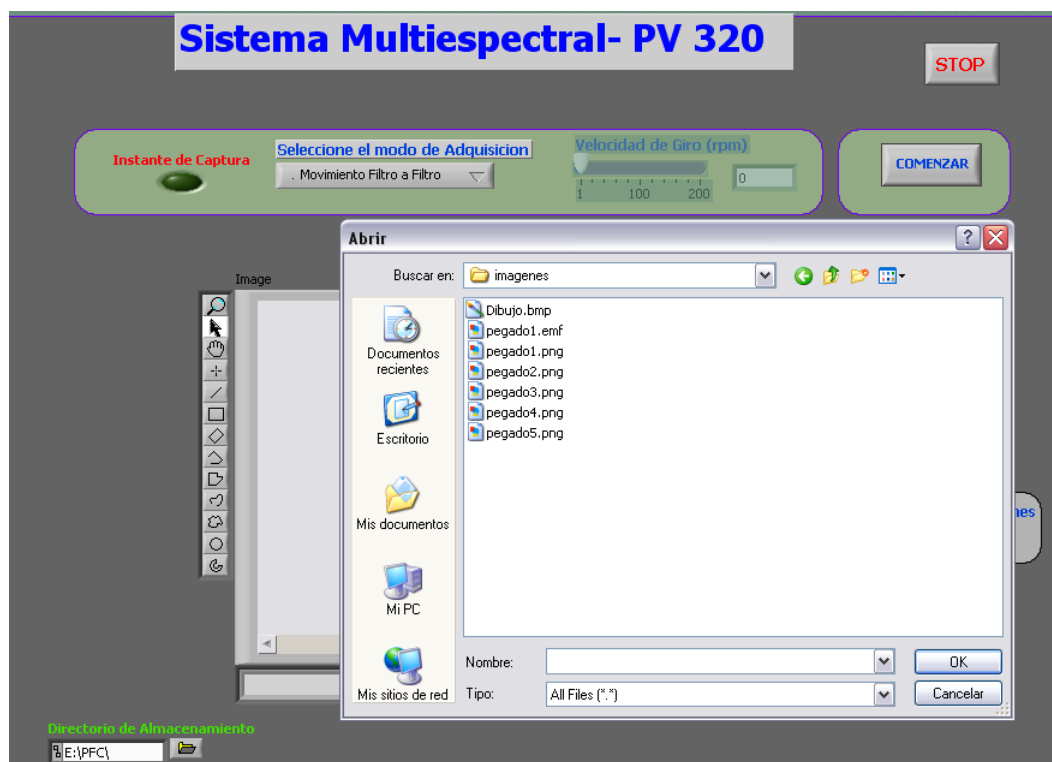 Sistema Multiespectral- PV 320
STOP
Instante de Captura
Seleccione el modo de Adquisicion
. Movimiento Filtro a Filtro
Velocidad de Giro (rpm)
1 100 200
0
COMENZAR
Image
Abrir
Buscar en:
imagenes
Documentos recientes
Escritorio
Mis documentos
Mi PC
Mis sitios de red
Dibujo.bmp
pegado1.emf
pegado1.png
pegado2.png
pegado3.png
pegado4.png
pegado5.png
Nombre:
OK
Tipo:
All Files (*.*)
Cancelar
nes
Directorio de Almacenamiento
E:\PFC\